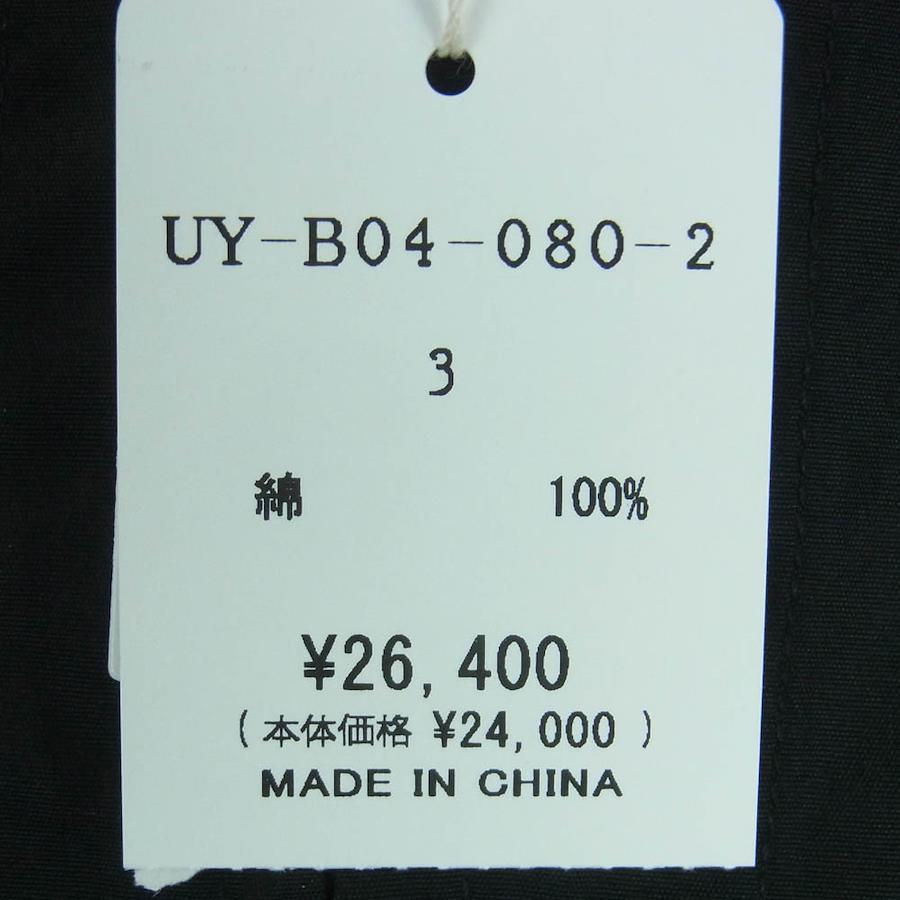 UY-B04-080-2
3
綿 100%
¥26,400
(本体価格 ¥24,000)
MADE IN CHINA